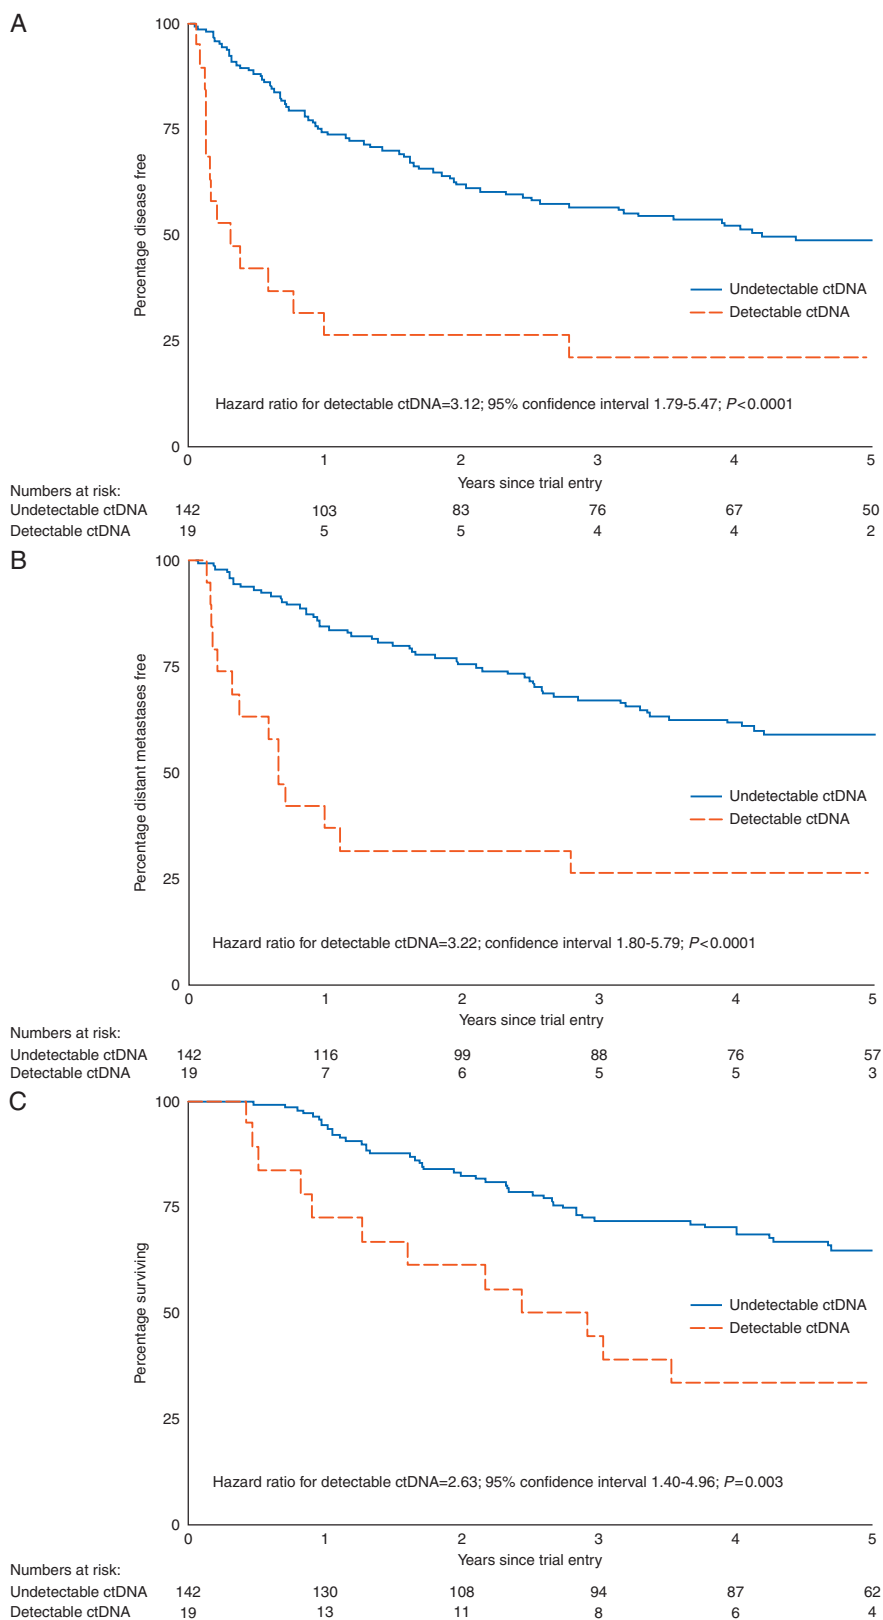 A
100
75
50
25
0
Percentage disease free
Undetectable ctDNA
Detectable ctDNA
Hazard ratio for detectable ctDNA=3.12; 95% confidence interval 1.79-5.47; P<0.0001
0 1 2 3 4 5
Years since trial entry
Numbers at risk:
Undetectable ctDNA 142 103 83 76 67 50
Detectable ctDNA 19 5 5 4 4 2
B
100
75
50
25
0
Percentage distant metastases free
Undetectable ctDNA
Detectable ctDNA
Hazard ratio for detectable ctDNA=3.22; confidence interval 1.80-5.79; P<0.0001
0 1 2 3 4 5
Years since trial entry
Numbers at risk:
Undetectable ctDNA 142 116 99 88 76 57
Detectable ctDNA 19 7 6 5 5 3
C
100
75
50
25
0
Percentage surviving
Undetectable ctDNA
Detectable ctDNA
Hazard ratio for detectable ctDNA=2.63; 95% confidence interval 1.40-4.96; P=0.003
0 1 2 3 4 5
Years since trial entry
Numbers at risk:
Undetectable ctDNA 142 130 108 94 87 62
Detectable ctDNA 19 13 11 8 6 4